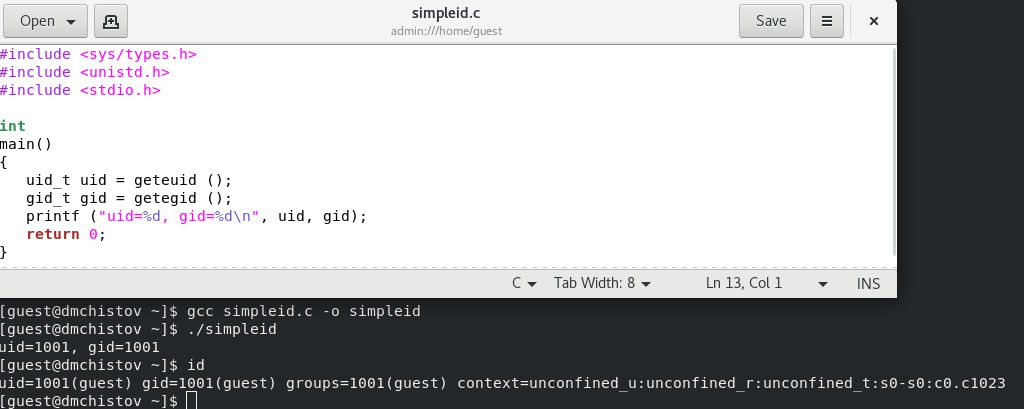 Open
simpleid.c
admin:///home/guest
Save
#include <sys/types.h>
#include <unistd.h>
#include <stdio.h>
int
main()
{
   uid_t uid = geteuid ();
   gid_t gid = getegid ();
   printf ("uid=%d, gid=%d\n", uid, gid);
   return 0;
}
C Tab Width: 8 Ln 13, Col 1 INS
[guest@dmchistov ~]$ gcc simpleid.c -o simpleid
[guest@dmchistov ~]$ ./simpleid
uid=1001, gid=1001
[guest@dmchistov ~]$ id
uid=1001(guest) gid=1001(guest) groups=1001(guest) context=unconfined_u:unconfined_r:unconfined_t:s0-s0:c0.c1023
[guest@dmchistov ~]$